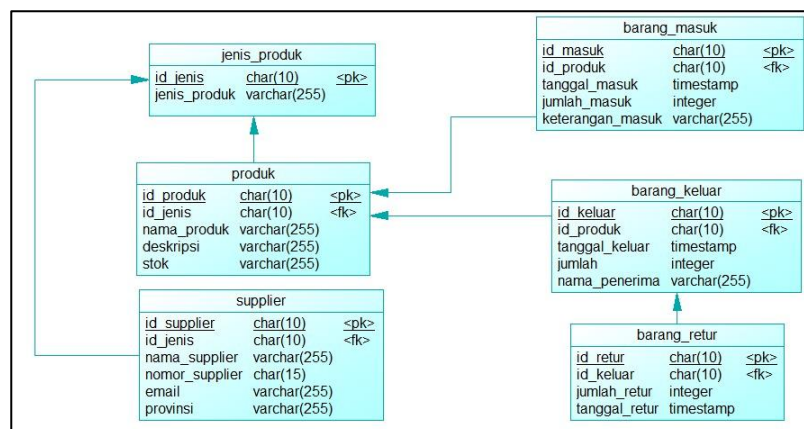 jenis_produk
id_jenis char(10) <pk>
jenis_produk varchar(255)
produk
id_produk char(10) <pk>
id_jenis char(10) <fk>
nama_produk varchar(255)
deskripsi varchar(255)
stok varchar(255)
supplier
id_supplier char(10) <pk>
id_jenis char(10) <fk>
nama_supplier varchar(255)
nomor_supplier char(15)
email varchar(255)
provinsi varchar(255)
barang_masuk
id_masuk char(10) <pk>
id_produk char(10) <fk>
tanggal_masuk timestamp
jumlah_masuk integer
keterangan_masuk varchar(255)
barang_keluar
id_keluar char(10) <pk>
id_produk char(10) <fk>
tanggal_keluar timestamp
jumlah integer
nama_penerima varchar(255)
barang_retur
id_retur char(10) <pk>
id_keluar char(10) <fk>
jumlah_retur integer
tanggal_retur timestamp